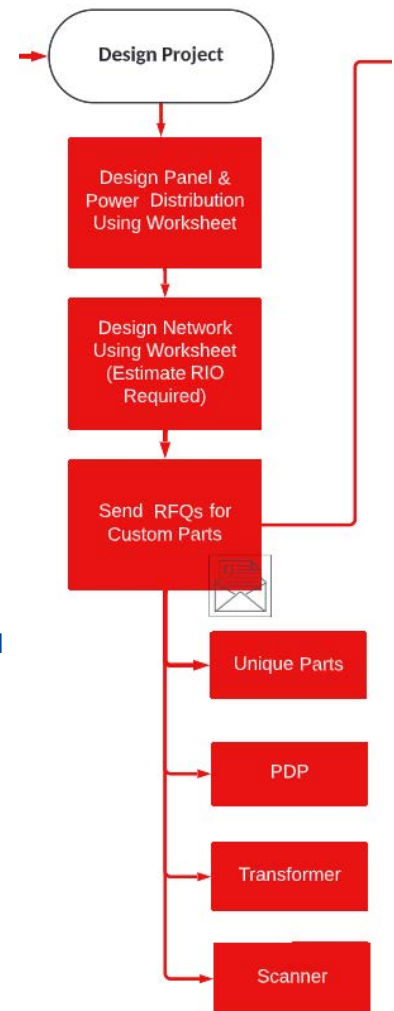 Design Project
Design Panel &
Power Distribution
Using Worksheet
Design Network
Using Worksheet
(Estimate RIO
Required)
Send RFQs for
Custom Parts
Unique Parts
PDP
Transformer
Scanner